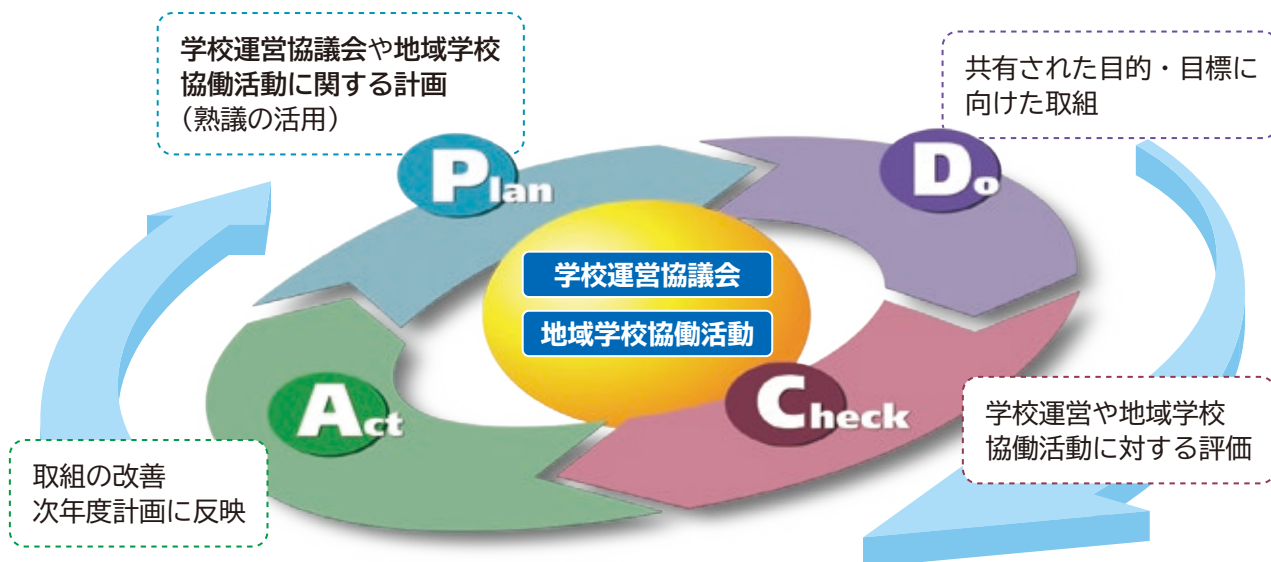 学校運営協議会や地域学校
協働活動に関する計画
（熟議の活用）
Plan
共有された目的・目標に
向けた取組
Do
学校運営協議会
地域学校協働活動
Check
学校運営や地域学校
協働活動に対する評価
Act
取組の改善
次年度計画に反映